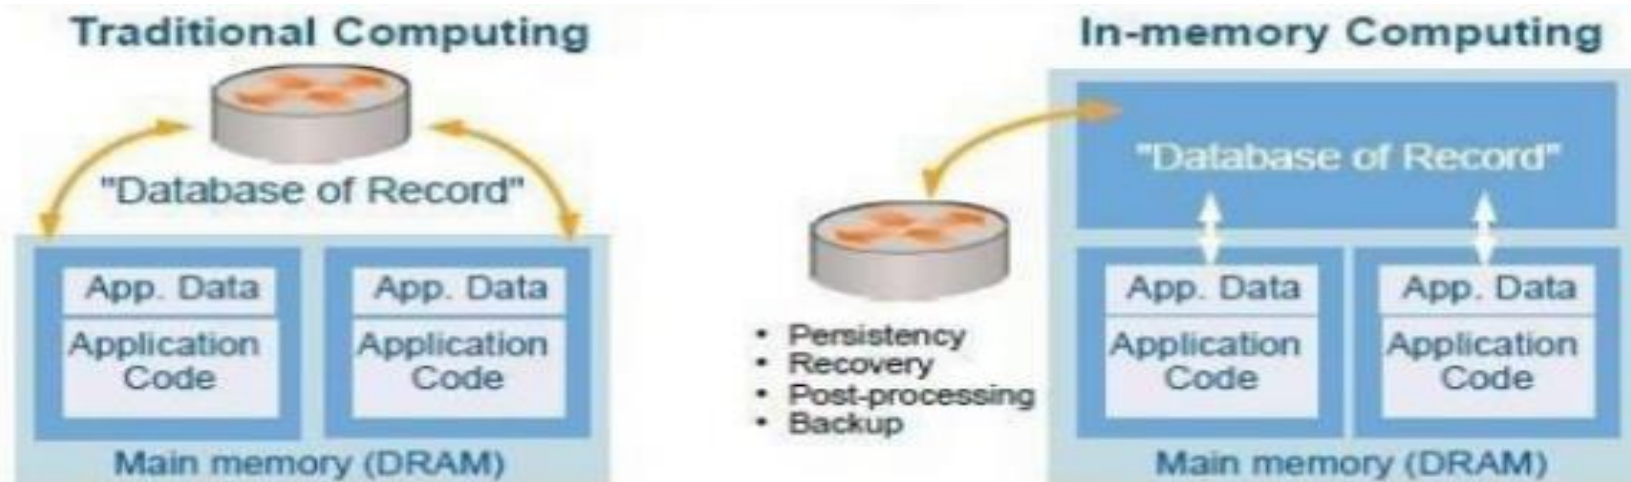 Traditional Computing
"Database of Record"
App. Data
Application
Code
App. Data
Application
Code
Main memory (DRAM)
In-memory Computing
"Database of Record"
• Persistency
• Recovery
• Post-processing
• Backup
App. Data
Application
Code
App. Data
Application
Code
Main memory (DRAM)